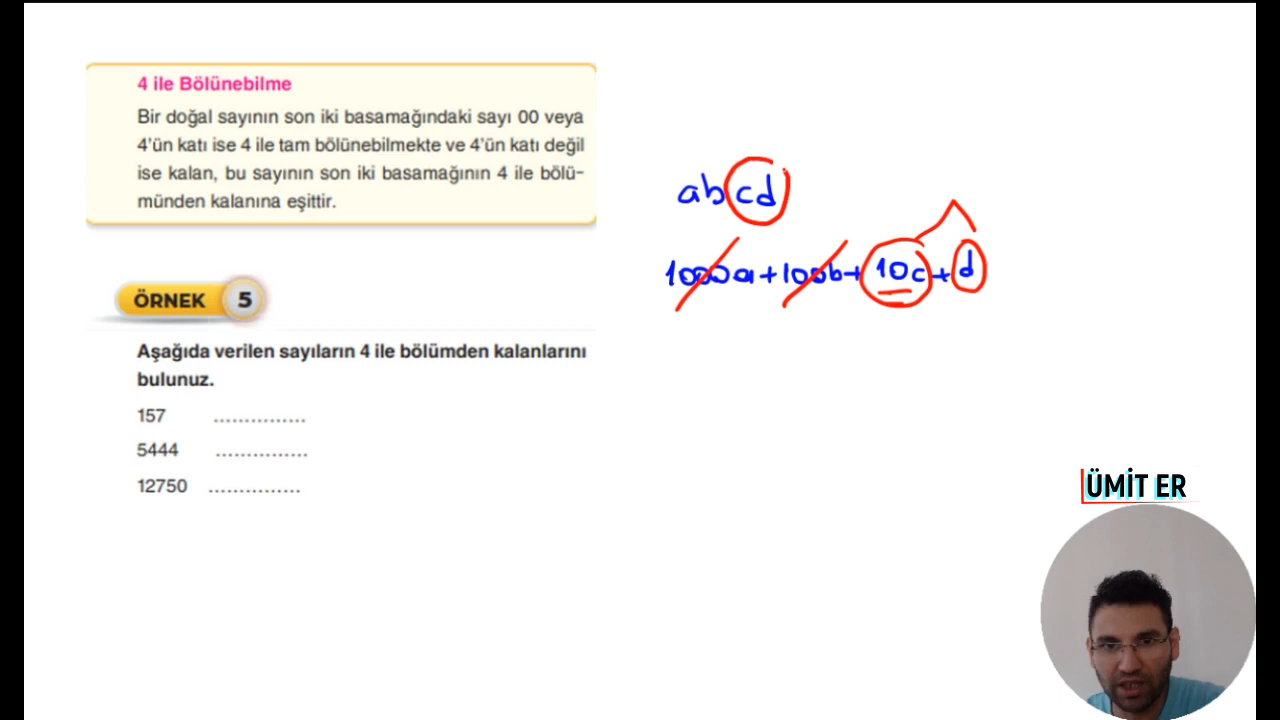 4 ile Bölünebilme
Bir doğal sayının son iki basamağındaki sayı 00 veya
4'ün katı ise 4 ile tam bölünebilmekte ve 4'ün katı değil
ise kalan, bu sayının son iki basamağının 4 ile bölü-
münden kalanına eşittir.
abcd
1000a+100b+10c+d
ÖRNEK 5
Aşağıda verilen sayıların 4 ile bölümden kalanlarını
bulunuz.
157 ...............
5444 ...............
12750 ...............
ÜMİT ER